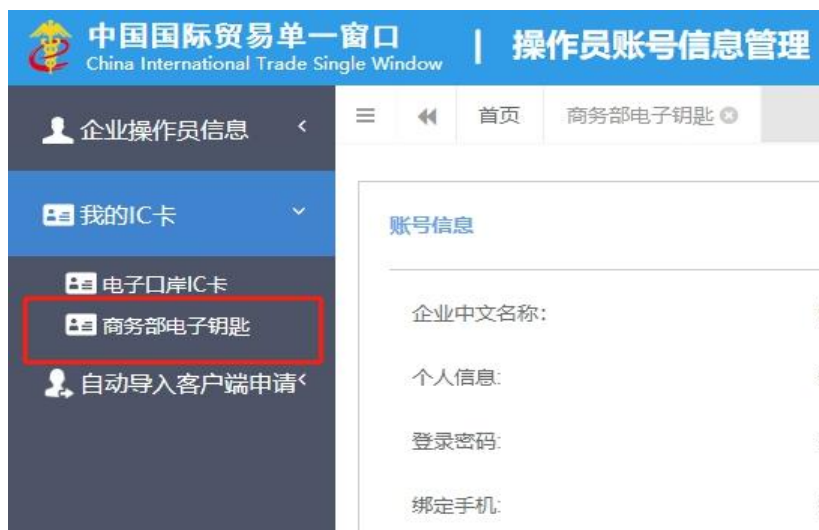 中国国际贸易单一窗口 | 操作员账号信息管理
China International Trade Single Window
企业操作员信息
首页 商务部电子钥匙
我的IC卡
账号信息
电子口岸IC卡
企业中文名称:
商务部电子钥匙
个人信息:
自动导入客户端申请
登录密码:
绑定手机: